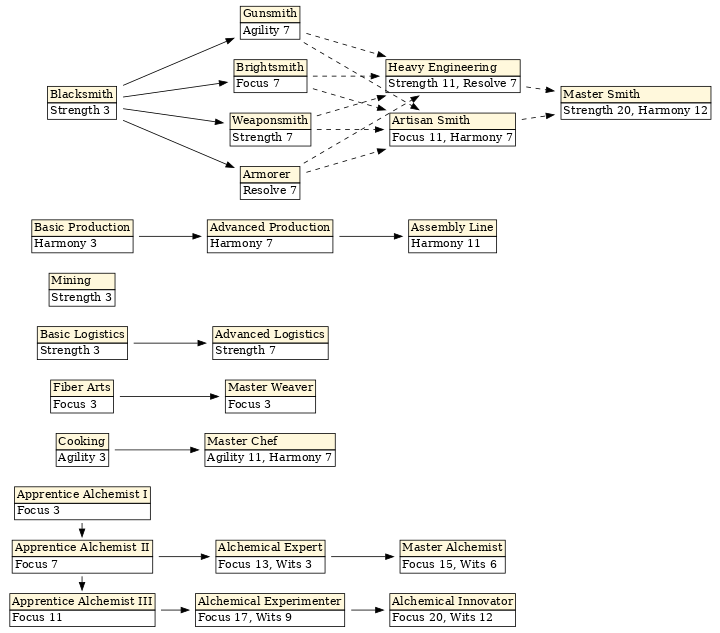 Gunsmith
Agility 7
Brightsmith
Focus 7
Heavy Engineering
Strength 11, Resolve 7
Blacksmith
Strength 3
Master Smith
Strength 20, Harmony 12
Weaponsmith
Strength 7
Artisan Smith
Focus 11, Harmony 7
Armorer
Resolve 7
Basic Production
Harmony 3
Advanced Production
Harmony 7
Assembly Line
Harmony 11
Mining
Strength 3
Basic Logistics
Strength 3
Advanced Logistics
Strength 7
Fiber Arts
Focus 3
Master Weaver
Focus 3
Cooking
Agility 3
Master Chef
Agility 11, Harmony 7
Apprentice Alchemist I
Focus 3
Apprentice Alchemist II
Focus 7
Alchemical Expert
Focus 13, Wits 3
Master Alchemist
Focus 15, Wits 6
Apprentice Alchemist III
Focus 11
Alchemical Experimenter
Focus 17, Wits 9
Alchemical Innovator
Focus 20, Wits 12